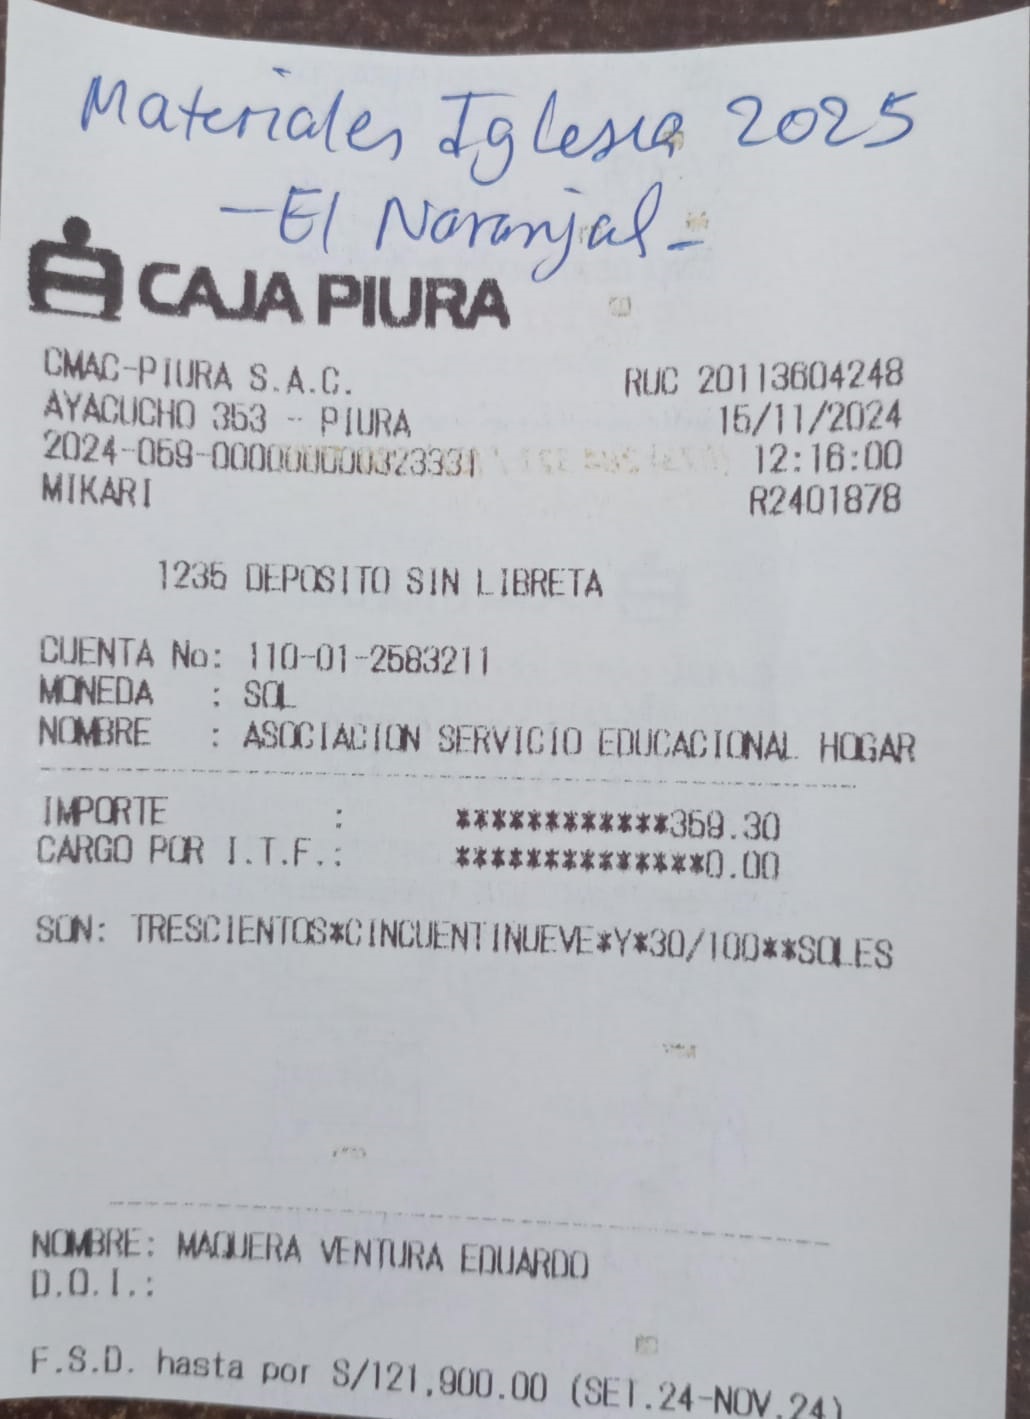 Materiales Iglesia 2025
- El Naranjal -
CAJA PIURA
CMAC-PIURA S.A.C. RUC 20113604248
AYACUCHO 353 - PIURA 15/11/2024
2024-059-000000000323331 12:16:00
MIKARI R2401878
1235 DEPOSITO SIN LIBRETA
CUENTA No: 110-01-2583211
MONEDA : SOL
NOMBRE : ASOCIACION SERVICIO EDUCACIONAL HOGAR
IMPORTE : ************359.30
CARGO POR I.T.F.: **************0.00
SON: TRESCIENTOS*CINCUENTINUEVE*Y*30/100**SOLES
NOMBRE: MAQUERA VENTURA EDUARDO
D.O.I.:
F.S.D. hasta por S/121,900.00 (SET.24-NOV.24)